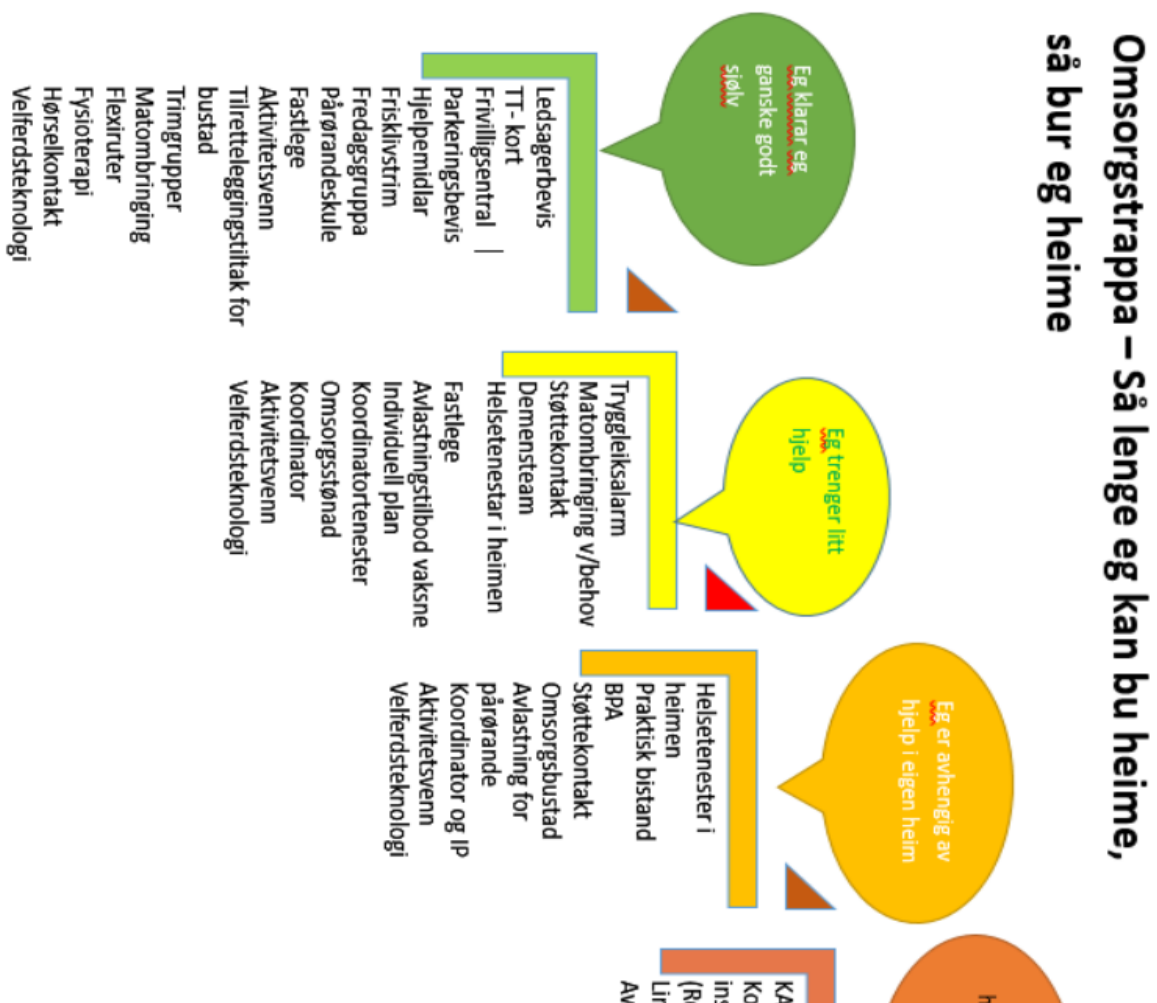 Omsorgstrappa – Så lenge eg kan bu heime,
så bur eg heime
Eg klarar eg
ganske godt
sjølv
Ledsagerbevis
TT- kort
Frivilligsentral |
Parkeringsbevis
Hjelpemidlar
Frisklivstrim
Fredagsgruppa
Pårørandeskule
Fastlege
Aktivitetsvenn
Tilretteleggingstiltak for
bustad
Trimgrupper
Matombringing
Flexiruter
Fysioterapi
Hørselkontakt
Velferdsteknologi
Eg trenger litt
hjelp
Tryggleiksalarm
Matombringing v/behov
Støttekontakt
Demensteam
Helsetenestar i heimen
Fastlege
Avlastningstilbod vaksne
Individuell plan
Koordinatortenester
Omsorgsstønad
Koordinator
Aktivitetsvenn
Velferdsteknologi
Eg er avhengig av
hjelp i eigen heim
Helsetenester i
heimen
Praktisk bistand
BPA
Støttekontakt
Omsorgsbustad
Avlastning for
pårørande
Koordinator og IP
Aktivitetsvenn
Velferdsteknologi